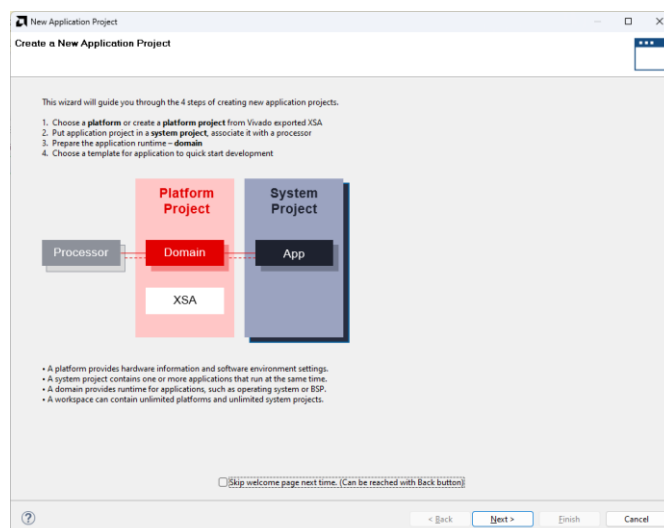 New Application Project
Create a New Application Project
This wizard will guide you through the 4 steps of creating new application projects.
1. Choose a platform or create a platform project from Vivado exported XSA
2. Put application project in a system project, associate it with a processor
3. Prepare the application runtime – domain
4. Choose a template for application to quick start development
Platform
Project
System
Project
Processor
Domain
App
XSA
• A platform provides hardware information and software environment settings.
• A system project contains one or more applications that run at the same time.
• A domain provides runtime for applications, such as operating system or BSP.
• A workspace can contain unlimited platforms and unlimited system projects.
Skip welcome page next time. (Can be reached with Back button)
? < Back Next > Finish Cancel